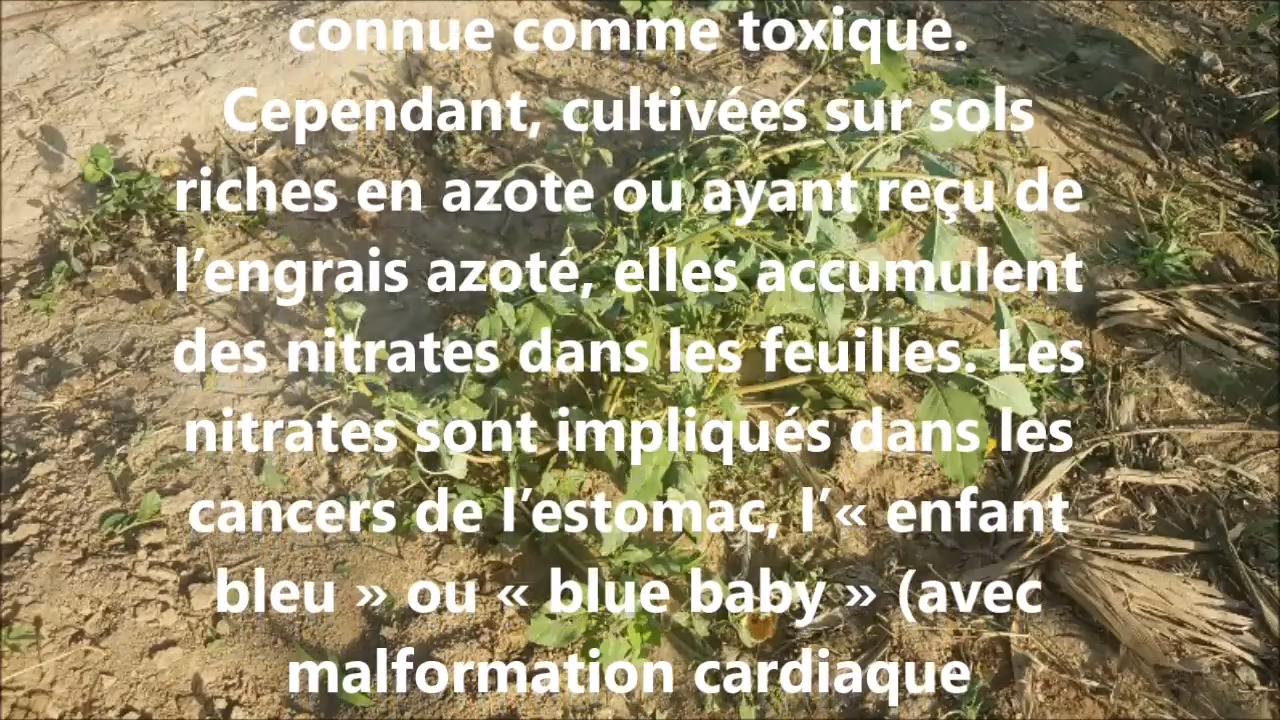 connue comme toxique.
Cependant, cultivées sur sols
riches en azote ou ayant reçu de
l’engrais azoté, elles accumulent
des nitrates dans les feuilles. Les
nitrates sont impliqués dans les
cancers de l’estomac, l’« enfant
bleu » ou « blue baby » (avec
malformation cardiaque